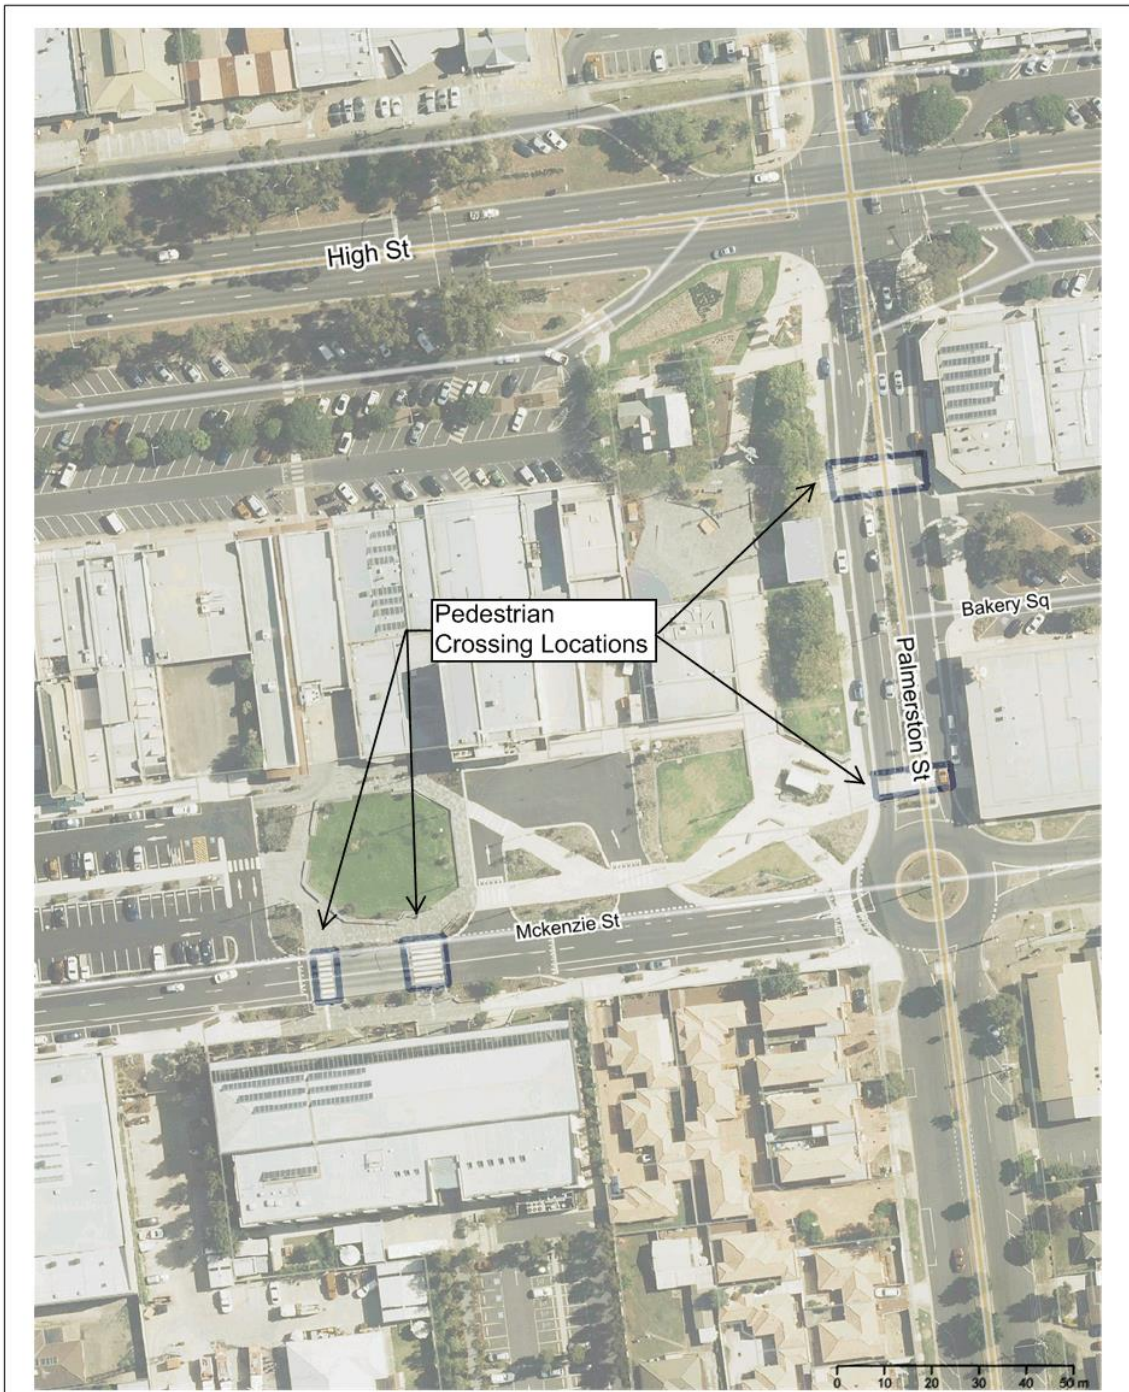 High St
Pedestrian
Crossing Locations
Bakery Sq
Palmerston St
Mckenzie St
0 10 20 30 40 50 m